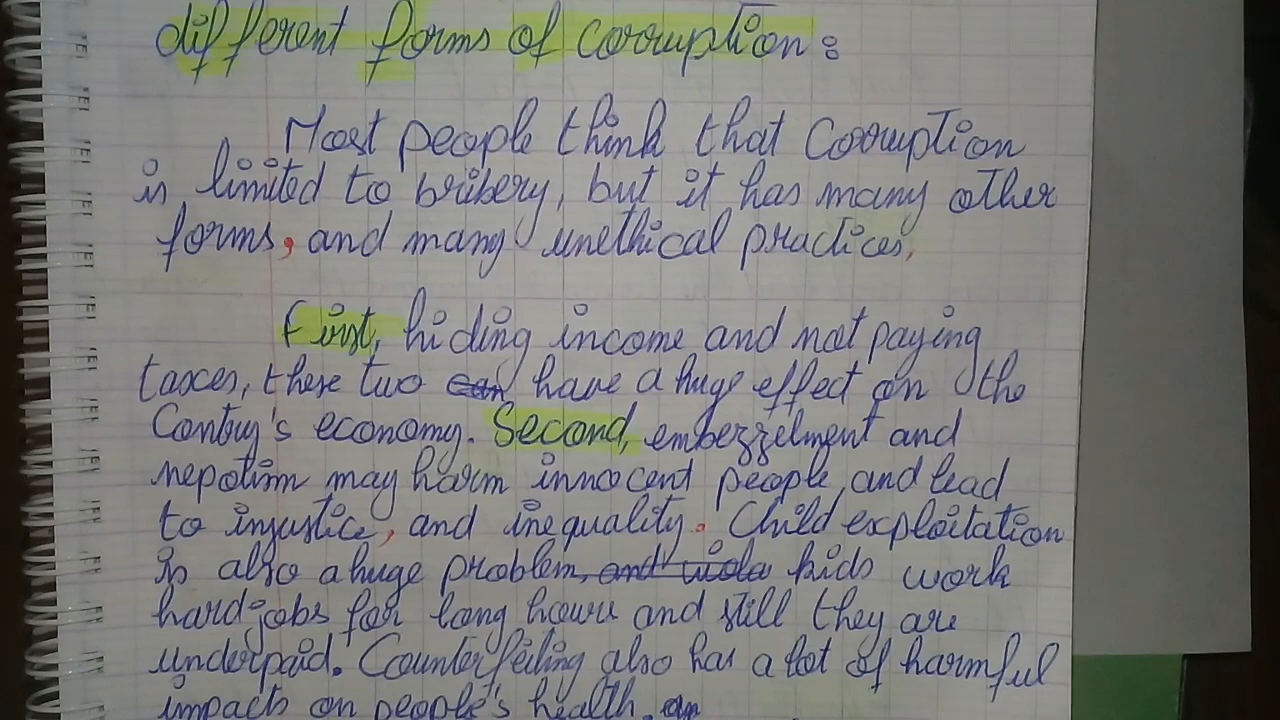 different forms of corruption :
Most people think that Corruption
is limited to bribery, but it has many other
forms, and many unethical practices.
First, hiding income and not paying
taxes, these two can have a huge effect on the
Contry's economy. Second, embezzelment and
nepotism may harm innocent people, and lead
to injustice, and inequality. Child exploitation
is also a huge problem, and kids work
hard jobs for long hours and still they are
underpaid. Counterfeiting also has a lot of harmful
impacts on people's health.